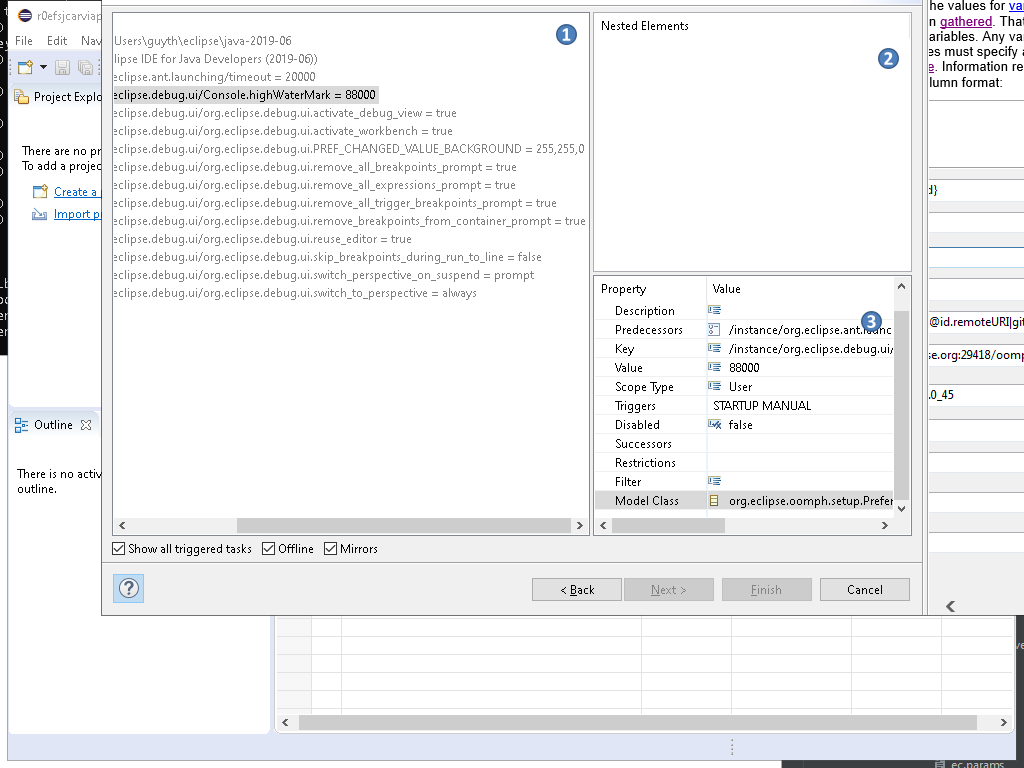 r0efsjcarviap
File Edit Nav
Project Explo
There are no pr
To add a projec
Create a
Import p
Outline
There is no activ
outline.
Users\guyth\eclipse\java-2019-06
lipse IDE for Java Developers (2019-06))
eclipse.ant.launching/timeout = 20000
eclipse.debug.ui/Console.highWaterMark = 88000
eclipse.debug.ui/org.eclipse.debug.ui.activate_debug_view = true
eclipse.debug.ui/org.eclipse.debug.ui.activate_workbench = true
eclipse.debug.ui/org.eclipse.debug.ui.PREF_CHANGED_VALUE_BACKGROUND = 255,255,0
eclipse.debug.ui/org.eclipse.debug.ui.remove_all_breakpoints_prompt = true
eclipse.debug.ui/org.eclipse.debug.ui.remove_all_expressions_prompt = true
eclipse.debug.ui/org.eclipse.debug.ui.remove_all_trigger_breakpoints_prompt = true
eclipse.debug.ui/org.eclipse.debug.ui.remove_breakpoints_from_container_prompt = true
eclipse.debug.ui/org.eclipse.debug.ui.reuse_editor = true
eclipse.debug.ui/org.eclipse.debug.ui.skip_breakpoints_during_run_to_line = false
eclipse.debug.ui/org.eclipse.debug.ui.switch_perspective_on_suspend = prompt
eclipse.debug.ui/org.eclipse.debug.ui.switch_to_perspective = always
1
Nested Elements
2
Property Value
Description
Predecessors /instance/org.eclipse.ant.launc
3
Key /instance/org.eclipse.debug.ui/
Value 88000
Scope Type User
Triggers STARTUP MANUAL
Disabled false
Successors
Restrictions
Filter
Model Class org.eclipse.oomph.setup.Prefer
Show all triggered tasks Offline Mirrors
?
< Back Next > Finish Cancel
he values for va
n gathered. That
ariables. Any va
es must specify a
e. Information re
lumn format:
d}
@id.remoteURI|git
se.org:29418/oomp
.0_45
ec.params